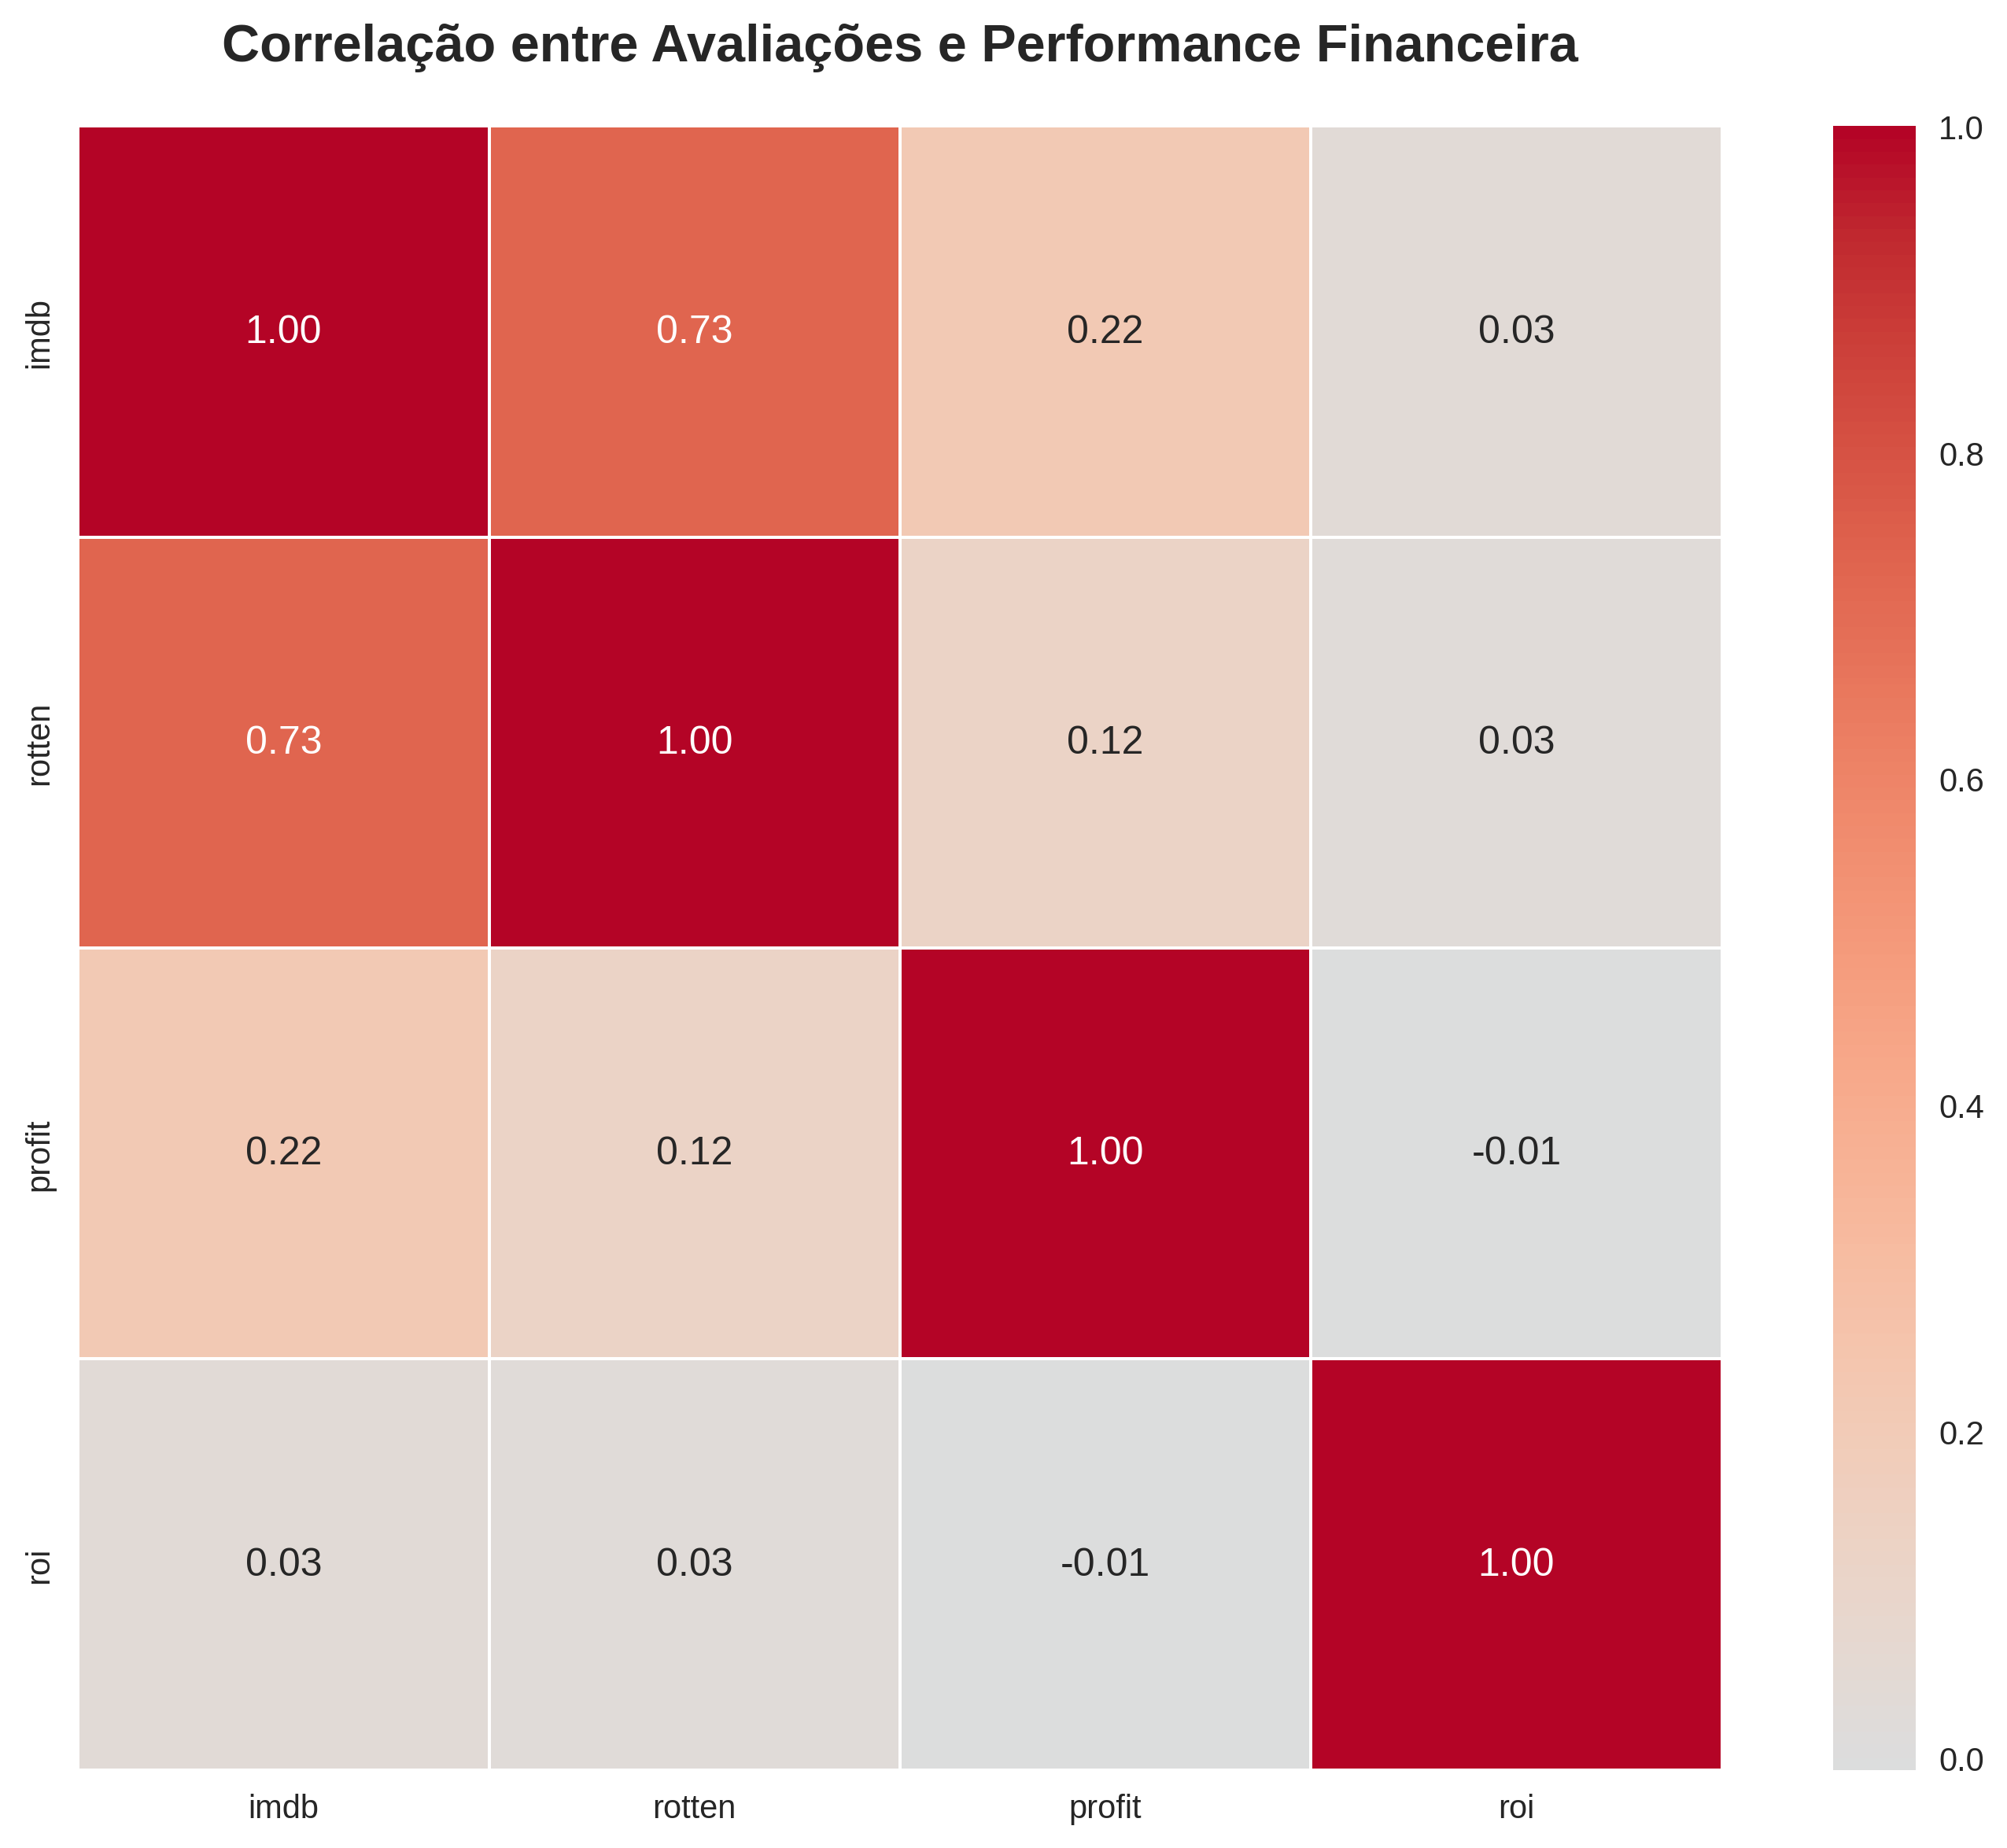 Correlação entre Avaliações e Performance Financeira
1.0
imdb
1.00 0.73 0.22 0.03
0.8
rotten
0.73 1.00 0.12 0.03
0.6
profit
0.22 0.12 1.00 -0.01
0.4
0.2
roi
0.03 0.03 -0.01 1.00
0.0
imdb rotten profit roi